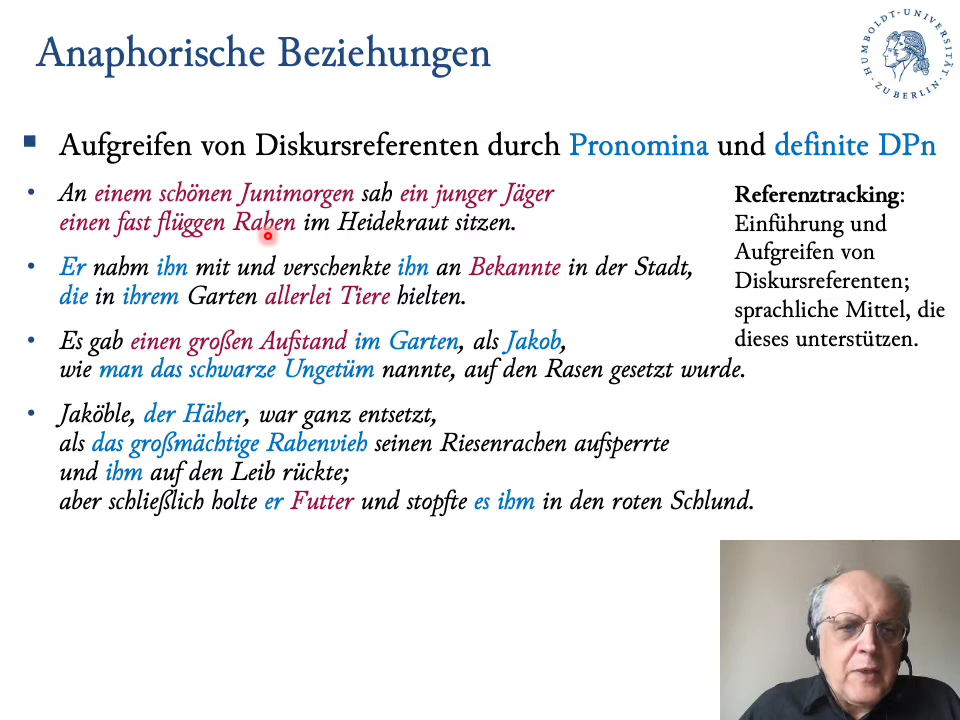 Anaphorische Beziehungen
HUMBOLDT-UNIVERSITÄT
ZU BERLIN
Aufgreifen von Diskursreferenten durch Pronomina und definite DPn
An einem schönen Junimorgen sah ein junger Jäger
einen fast flüggen Raben im Heidekraut sitzen.
Er nahm ihn mit und verschenkte ihn an Bekannte in der Stadt,
die in ihrem Garten allerlei Tiere hielten.
Es gab einen großen Aufstand im Garten, als Jakob,
wie man das schwarze Ungetüm nannte, auf den Rasen gesetzt wurde.
Jaköble, der Häher, war ganz entsetzt,
als das großmächtige Rabenvieh seinen Riesenrachen aufsperrte
und ihm auf den Leib rückte;
aber schließlich holte er Futter und stopfte es ihm in den roten Schlund.
Referenztracking:
Einführung und
Aufgreifen von
Diskursreferenten;
sprachliche Mittel, die
dieses unterstützen.